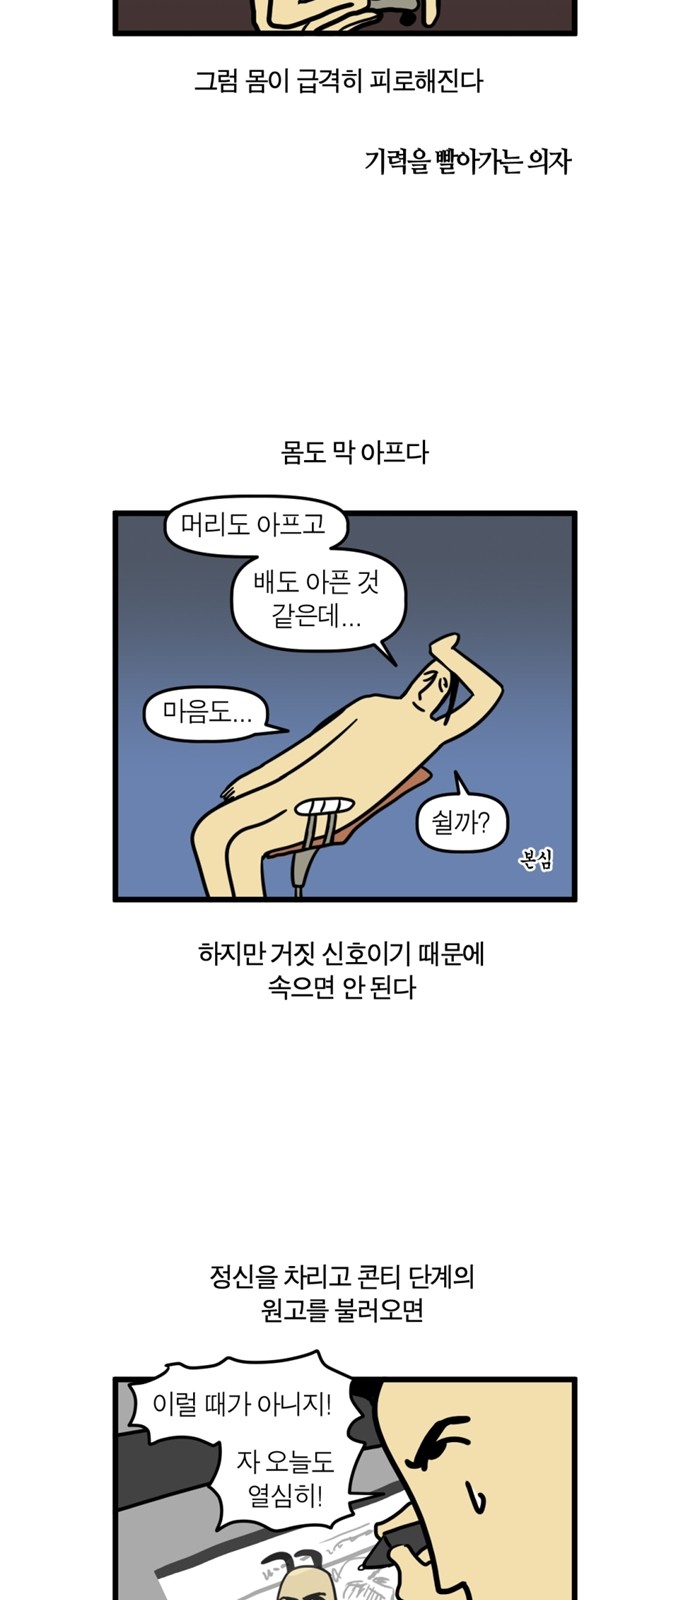 그럼 몸이 급격히 피로해진다
기력을 빨아가는 의자
몸도 막 아프다
머리도 아프고
배도 아픈 것
같은데...
마음도...
쉴까?
본심
하지만 거짓 신호이기 때문에
속으면 안 된다
정신을 차리고 콘티 단계의
원고를 불러오면
이럴 때가 아니지!
자 오늘도
열심히!